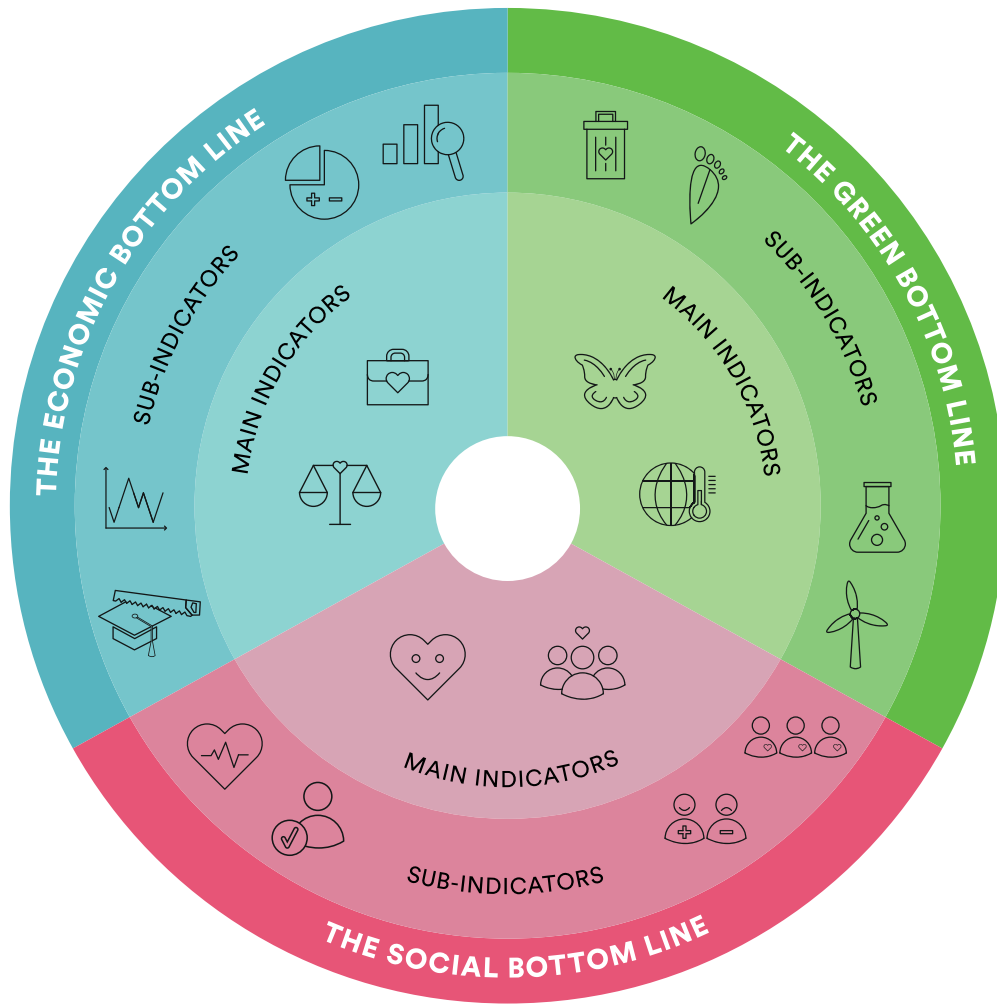 THE ECONOMIC BOTTOM LINE
SUB-INDICATORS
MAIN INDICATORS
THE GREEN BOTTOM LINE
SUB-INDICATORS
MAIN INDICATORS
MAIN INDICATORS
SUB-INDICATORS
THE SOCIAL BOTTOM LINE